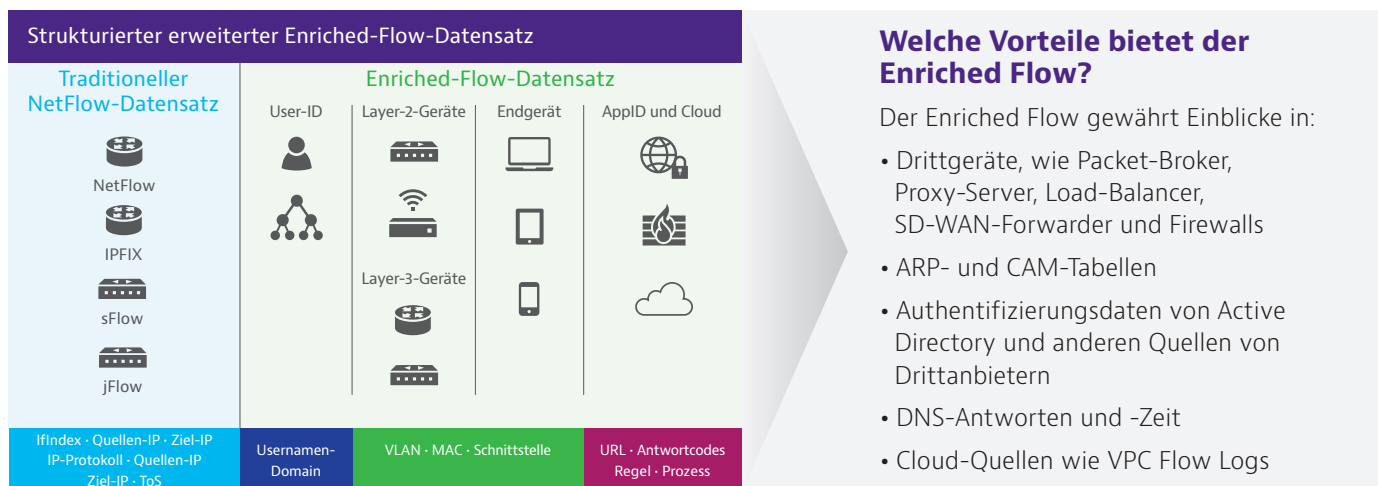 Strukturierter erweiterter Enriched-Flow-Datensatz
Traditioneller
NetFlow-Datensatz
NetFlow
IPFIX
sFlow
jFlow
IfIndex · Quellen-IP · Ziel-IP
IP-Protokoll · Quellen-IP
Ziel-IP · ToS
Enriched-Flow-Datensatz
User-ID
Usernamen-
Domain
Layer-2-Geräte
Layer-3-Geräte
Endgerät
VLAN · MAC · Schnittstelle
AppID und Cloud
URL · Antwortcodes
Regel · Prozess
Welche Vorteile bietet der
Enriched Flow?
Der Enriched Flow gewährt Einblicke in:
• Drittgeräte, wie Packet-Broker,
Proxy-Server, Load-Balancer,
SD-WAN-Forwarder und Firewalls
• ARP- und CAM-Tabellen
• Authentifizierungsdaten von Active
Directory und anderen Quellen von
Drittanbietern
• DNS-Antworten und -Zeit
• Cloud-Quellen wie VPC Flow Logs